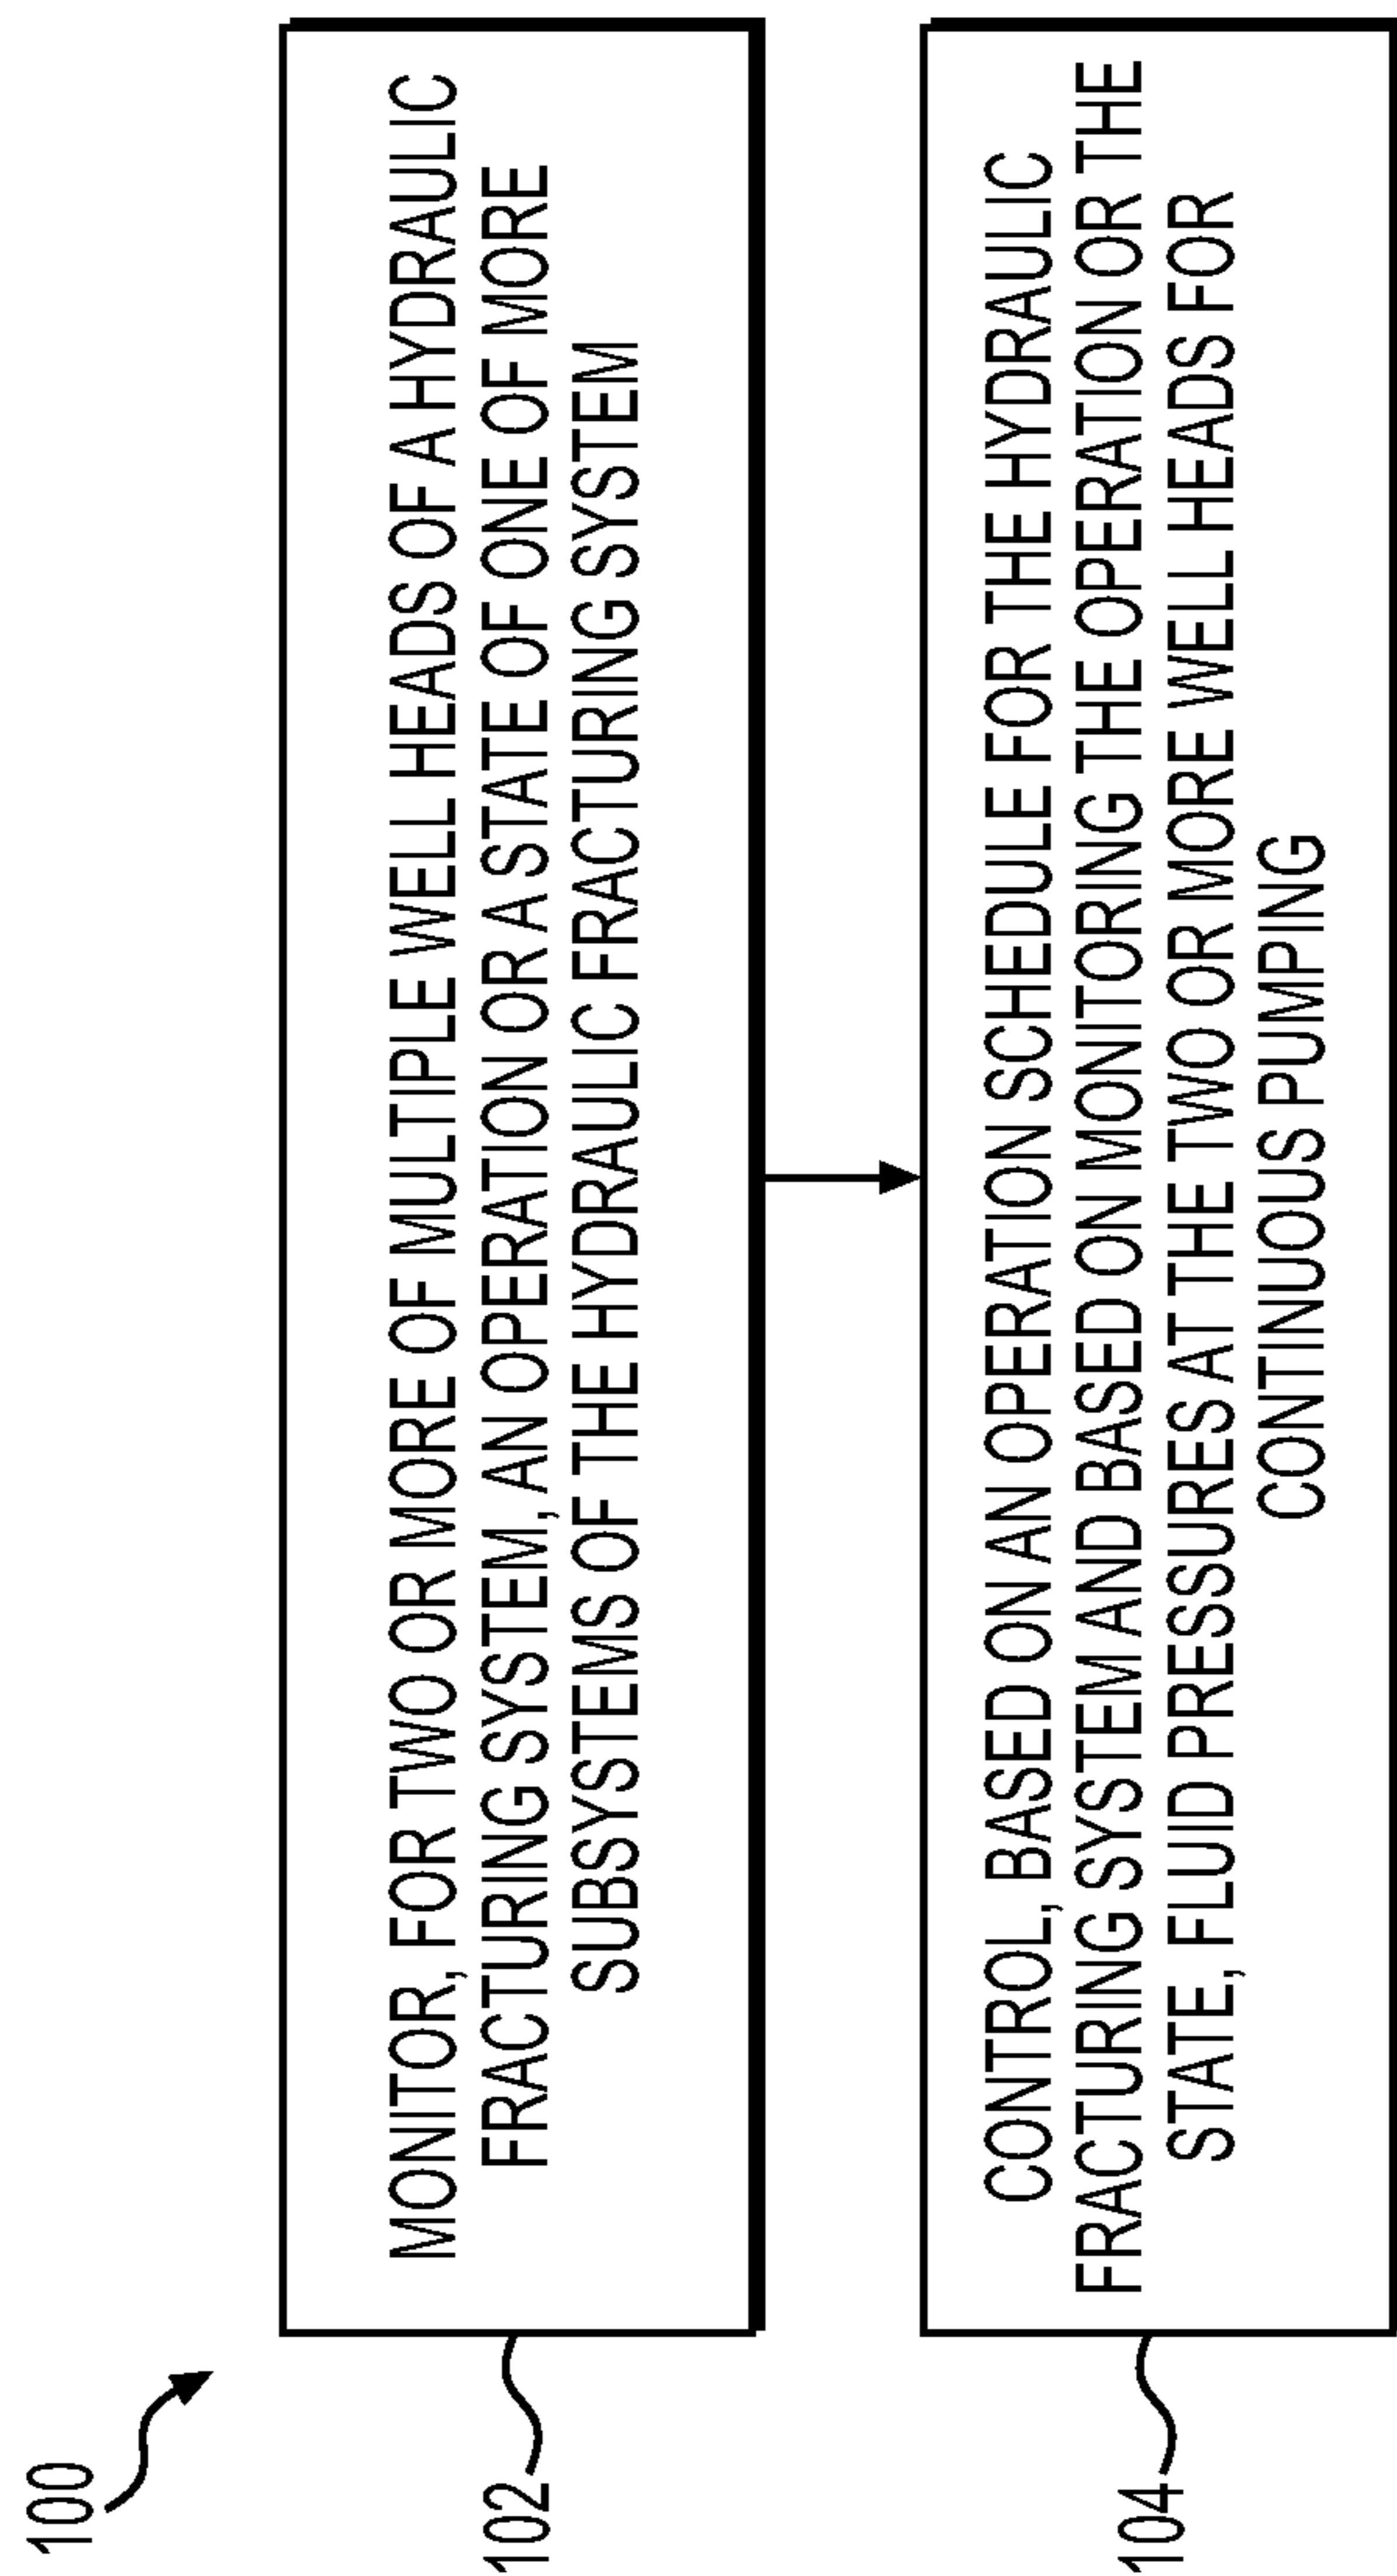 100
102
MONITOR, FOR TWO OR MORE OF MULTIPLE WELL HEADS OF A HYDRAULIC
FRACTURING SYSTEM, AN OPERATION OR A STATE OF ONE OF MORE
SUBSYSTEMS OF THE HYDRAULIC FRACTURING SYSTEM
104
CONTROL, BASED ON AN OPERATION SCHEDULE FOR THE HYDRAULIC
FRACTURING SYSTEM AND BASED ON MONITORING THE OPERATION OR THE
STATE, FLUID PRESSURES AT THE TWO OR MORE WELL HEADS FOR
CONTINUOUS PUMPING